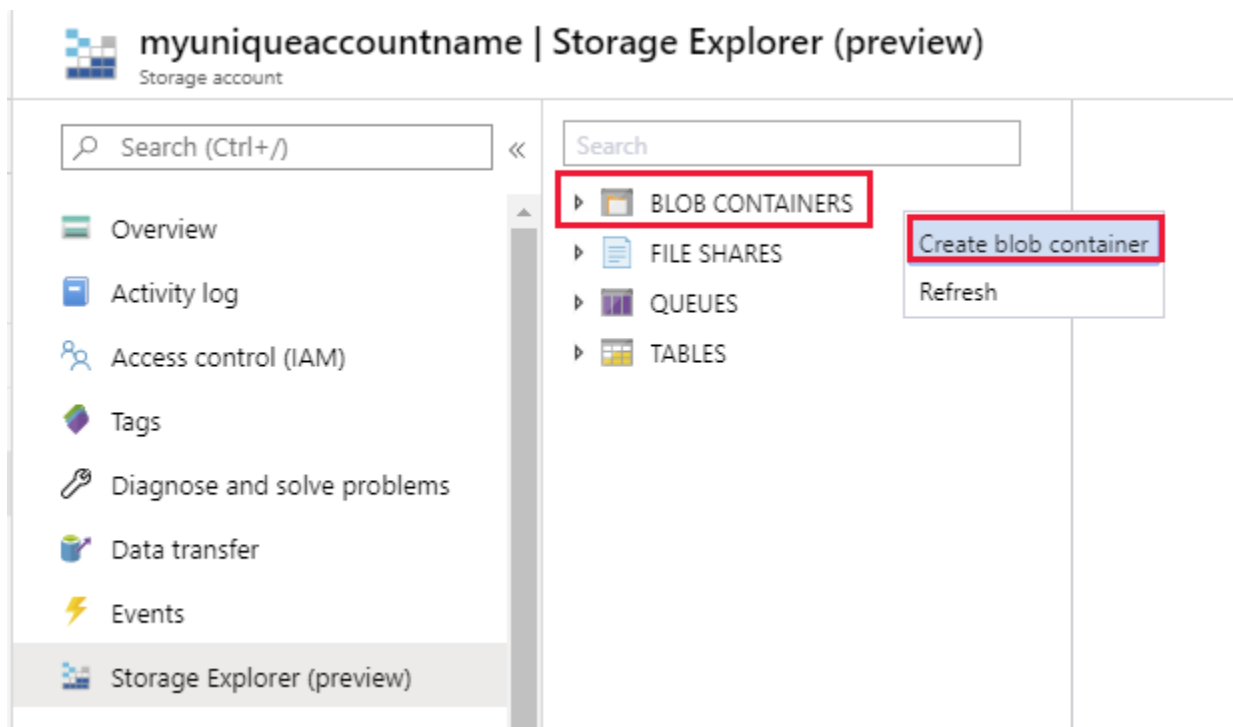 myuniqueaccountname | Storage Explorer (preview)
Storage account
Search (Ctrl+/)
«
Overview
Activity log
Access control (IAM)
Tags
Diagnose and solve problems
Data transfer
Events
Storage Explorer (preview)
Search
BLOB CONTAINERS
FILE SHARES
QUEUES
TABLES
Create blob container
Refresh